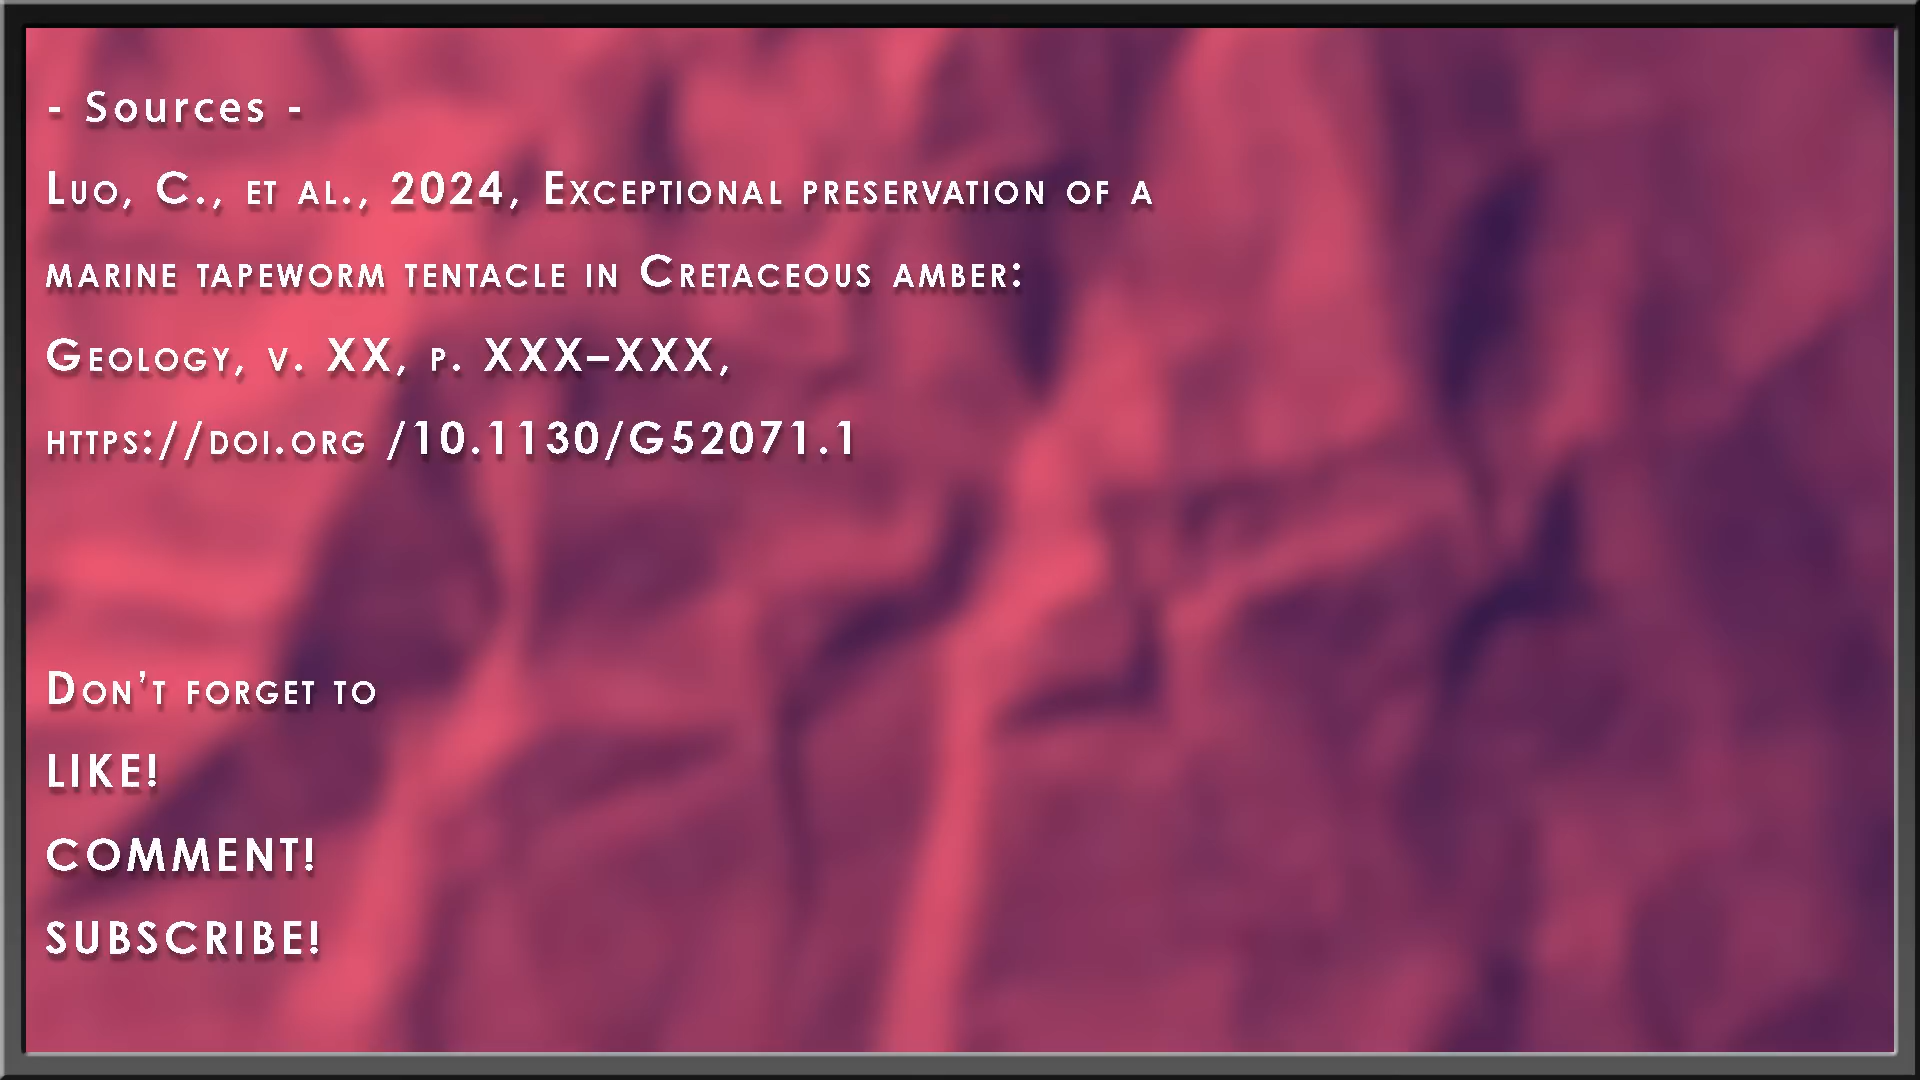 - Sources -
Luo, C., et al., 2024, Exceptional preservation of a
marine tapeworm tentacle in Cretaceous amber:
Geology, v. XX, p. XXX–XXX,
https://doi.org /10.1130/G52071.1
Don’t forget to
LIKE!
COMMENT!
SUBSCRIBE!